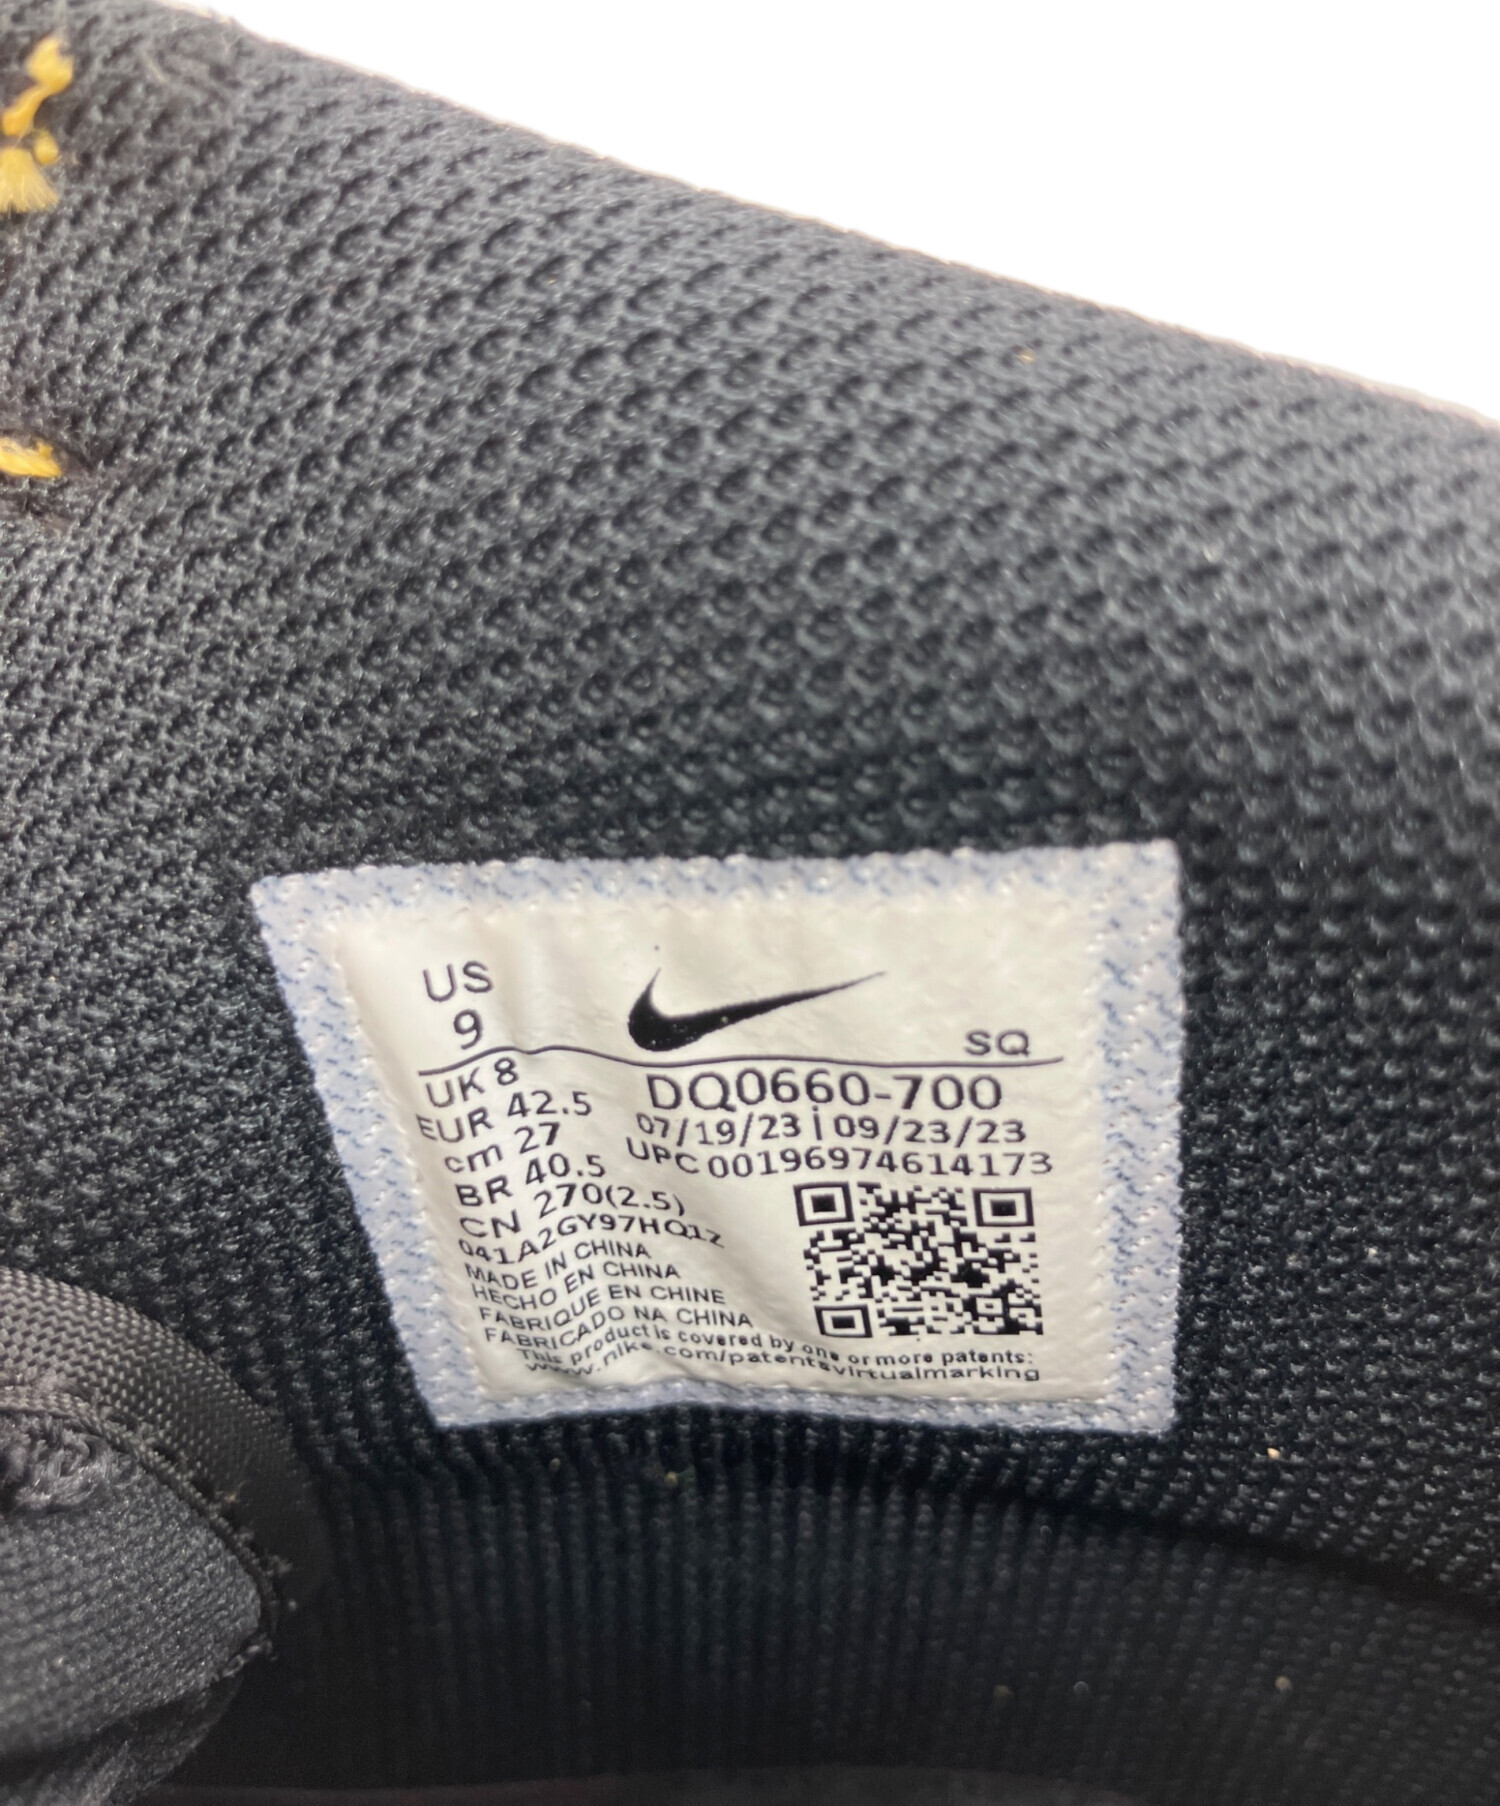 US
9
SQ
UK 8
EUR 42.5
cm 27
BR 40.5
CN 270(2.5)
DQ0660-700
07/19/23 | 09/23/23
UPC 00196974614173
041A2GY97HQ1Z
MADE IN CHINA
HECHO EN CHINA
FABRIQUE EN CHINE
FABRICADO NA CHINA
This product is covered by one or more patents:
www.nike.com/patentsvirtualmarking